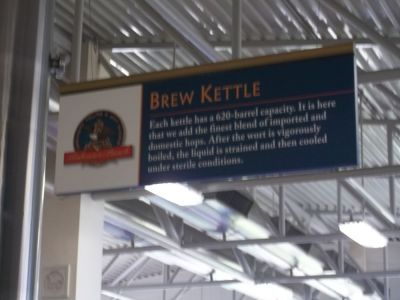 BREW KETTLE
Each kettle has a 620-barrel capacity. It is here
that we add the finest blend of imported and
domestic hops. After the wort is vigorously
boiled, the liquid is strained and then cooled
under sterile conditions.